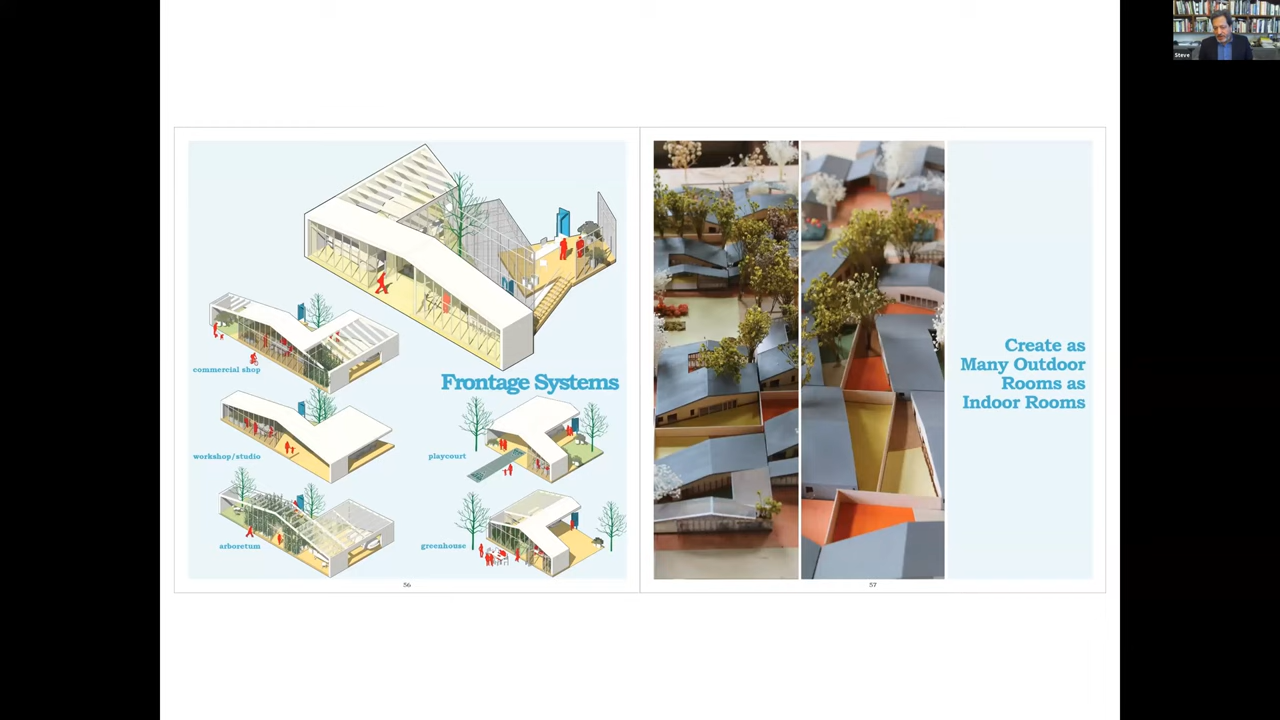 Steve
Frontage Systems
commercial shop
workshop/studio
arboretum
playcourt
greenhouse
56
Create as
Many Outdoor
Rooms as
Indoor Rooms
57